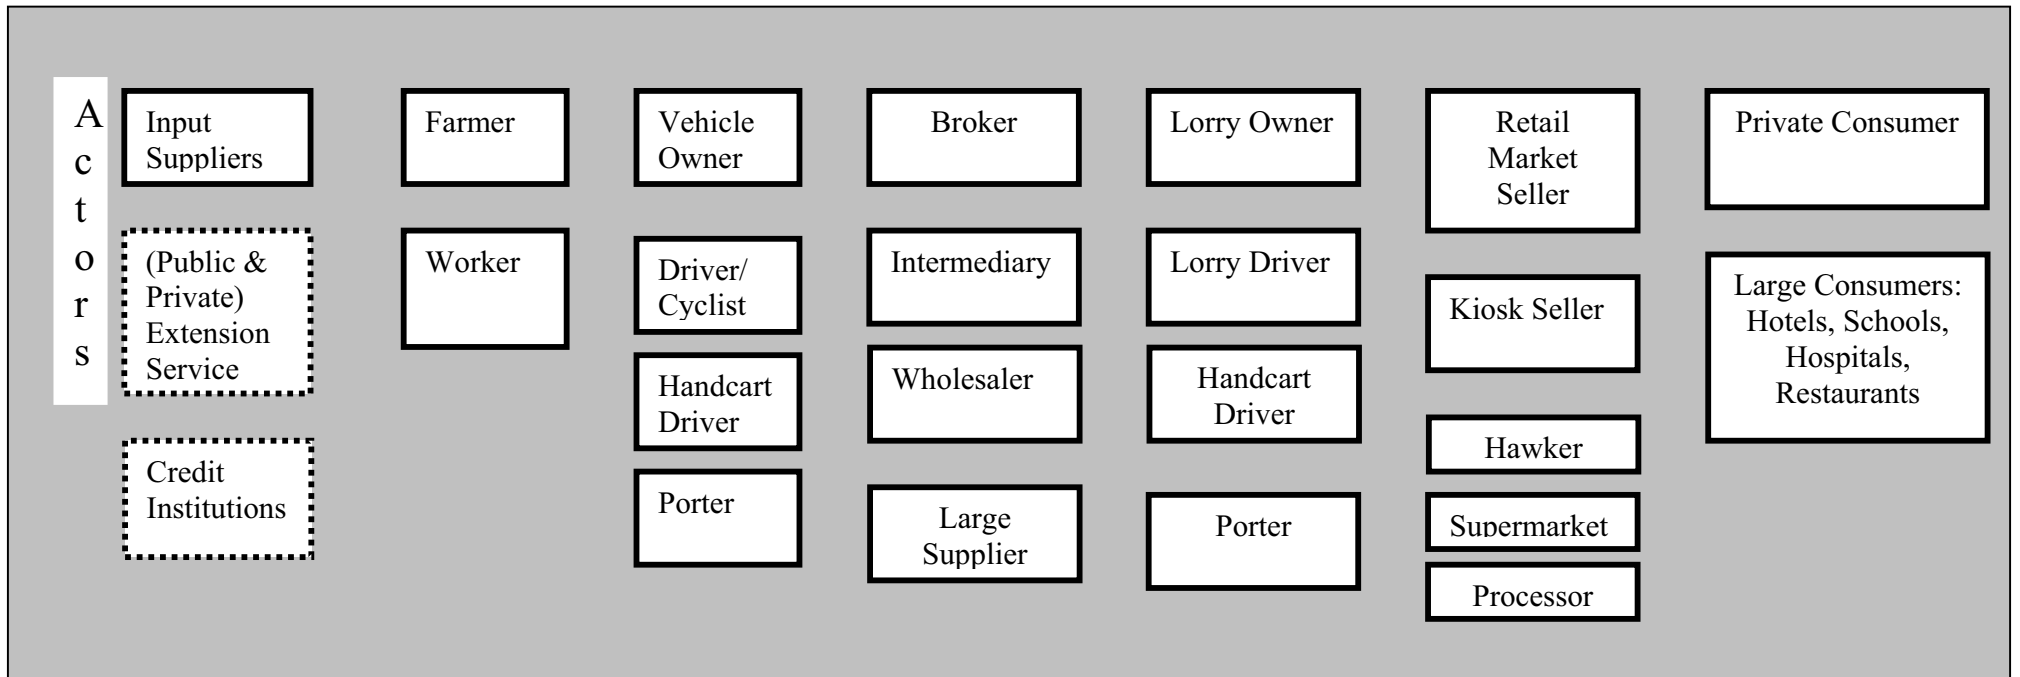 Actors
Input
Suppliers
(Public &
Private)
Extension
Service
Credit
Institutions
Farmer
Worker
Vehicle
Owner
Driver/
Cyclist
Handcart
Driver
Porter
Broker
Intermediary
Wholesaler
Large
Supplier
Lorry Owner
Lorry Driver
Handcart
Driver
Porter
Retail
Market
Seller
Kiosk Seller
Hawker
Supermarket
Processor
Private Consumer
Large Consumers:
Hotels, Schools,
Hospitals,
Restaurants